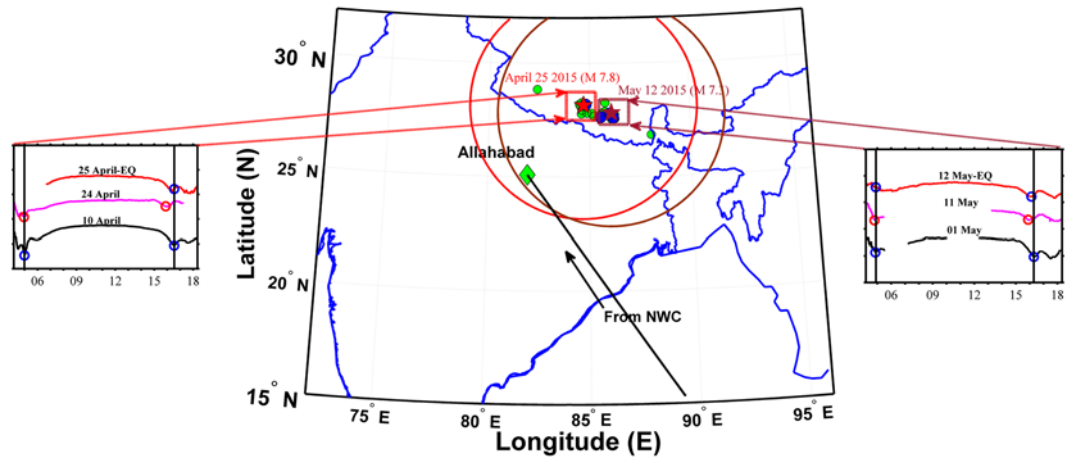 30° N
25° N
20° N
15° N
Latitude (N)
April 25 2015 (M 7.8)
May 12 2015 (M 7.3)
Allahabad
From NWC
75° E
80° E
85° E
90° E
95° E
Longitude (E)
25 April-EQ
24 April
10 April
06 09 12 15 18
12 May-EQ
11 May
01 May
06 09 12 15 18